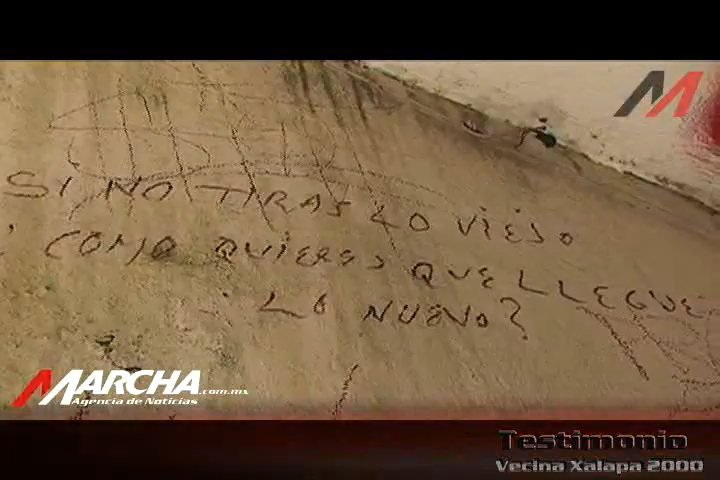 SI NO TIRAS LO VIEJO
¿COMO QUIERES QUE LLEGUE
LO NUEVO?
MARCHA.com.mx
Agencia de Noticias
Testimonio
Vecina Xalapa 2000